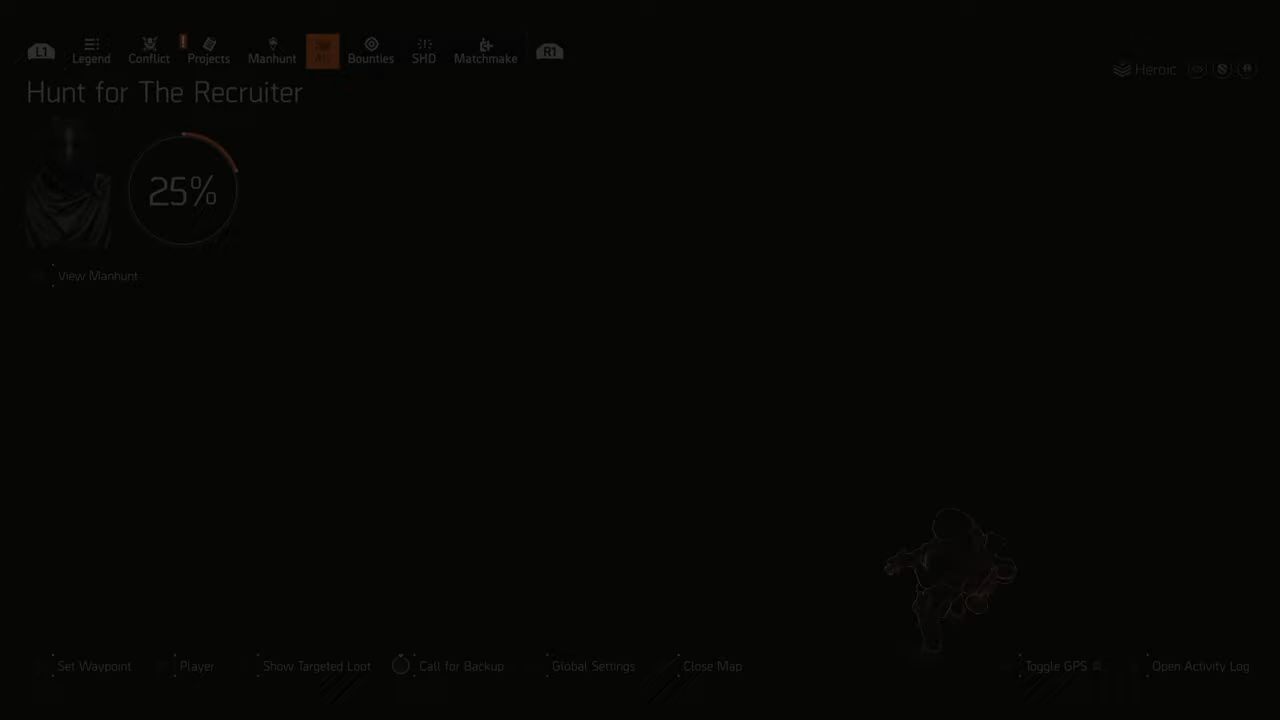 L1 Legend Conflict Projects Manhunt Bounties SHD Matchmake R1
Heroic
Hunt for The Recruiter
25%
View Manhunt
Set Waypoint Player Show Targeted Loot Call for Backup Global Settings Close Map Toggle GPS Open Activity Log